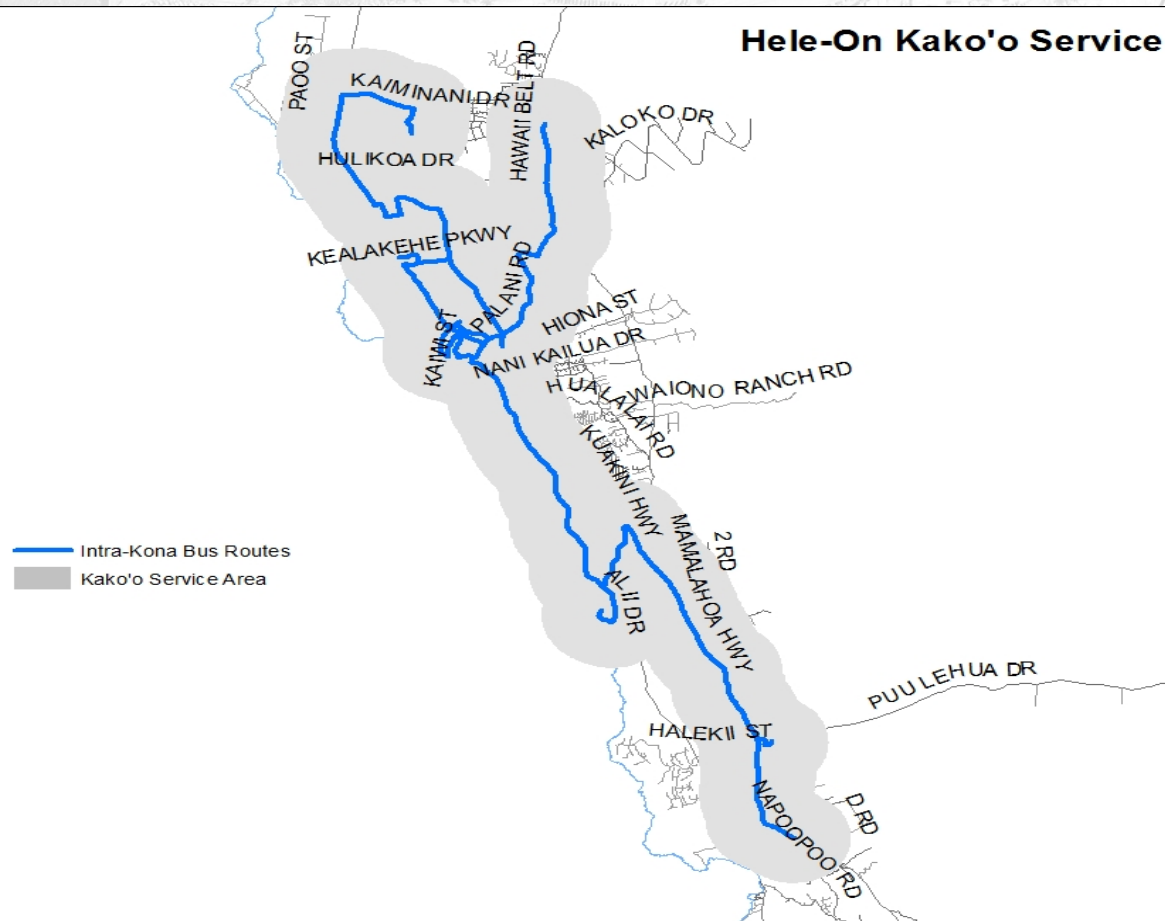 Hele-On Kako'o Service
PAOO ST
KAIMINANI DR
HAWAII BELT RD
KALOKO DR
HULIKOA DR
KEALAKEHE PKWY
PALANI RD
KAIWI ST
HIONA ST
NANI KAILUA DR
HUALALAI RD
WAIONO RANCH RD
KUAKINI HWY
MAMALAHOA HWY
2 RD
ALII DR
Intra-Kona Bus Routes
Kako'o Service Area
PUU LEHUA DR
HALEKII ST
NAPOOPOO RD
D RD